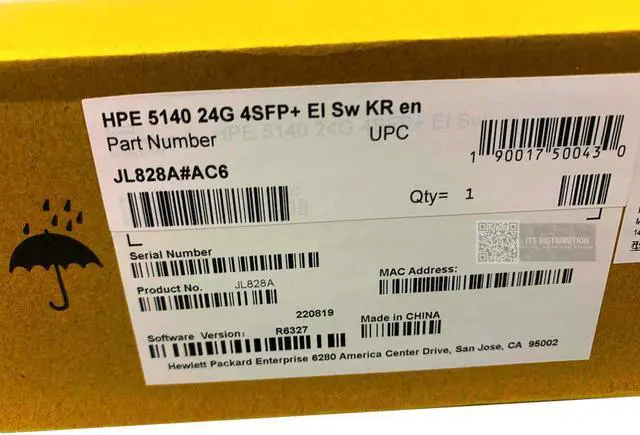 HPE 5140 24G 4SFP+ EI Sw KR en
Part Number
UPC
1 90017 50043 0
JL828A#AC6
Qty= 1
ITS DISTRIBUTION
Serial Number
MAC Address:
Product No. JL828A
220819
Made in CHINA
Software Version: R6327
Hewlett Packard Enterprise 6280 America Center Drive, San Jose, CA 95002